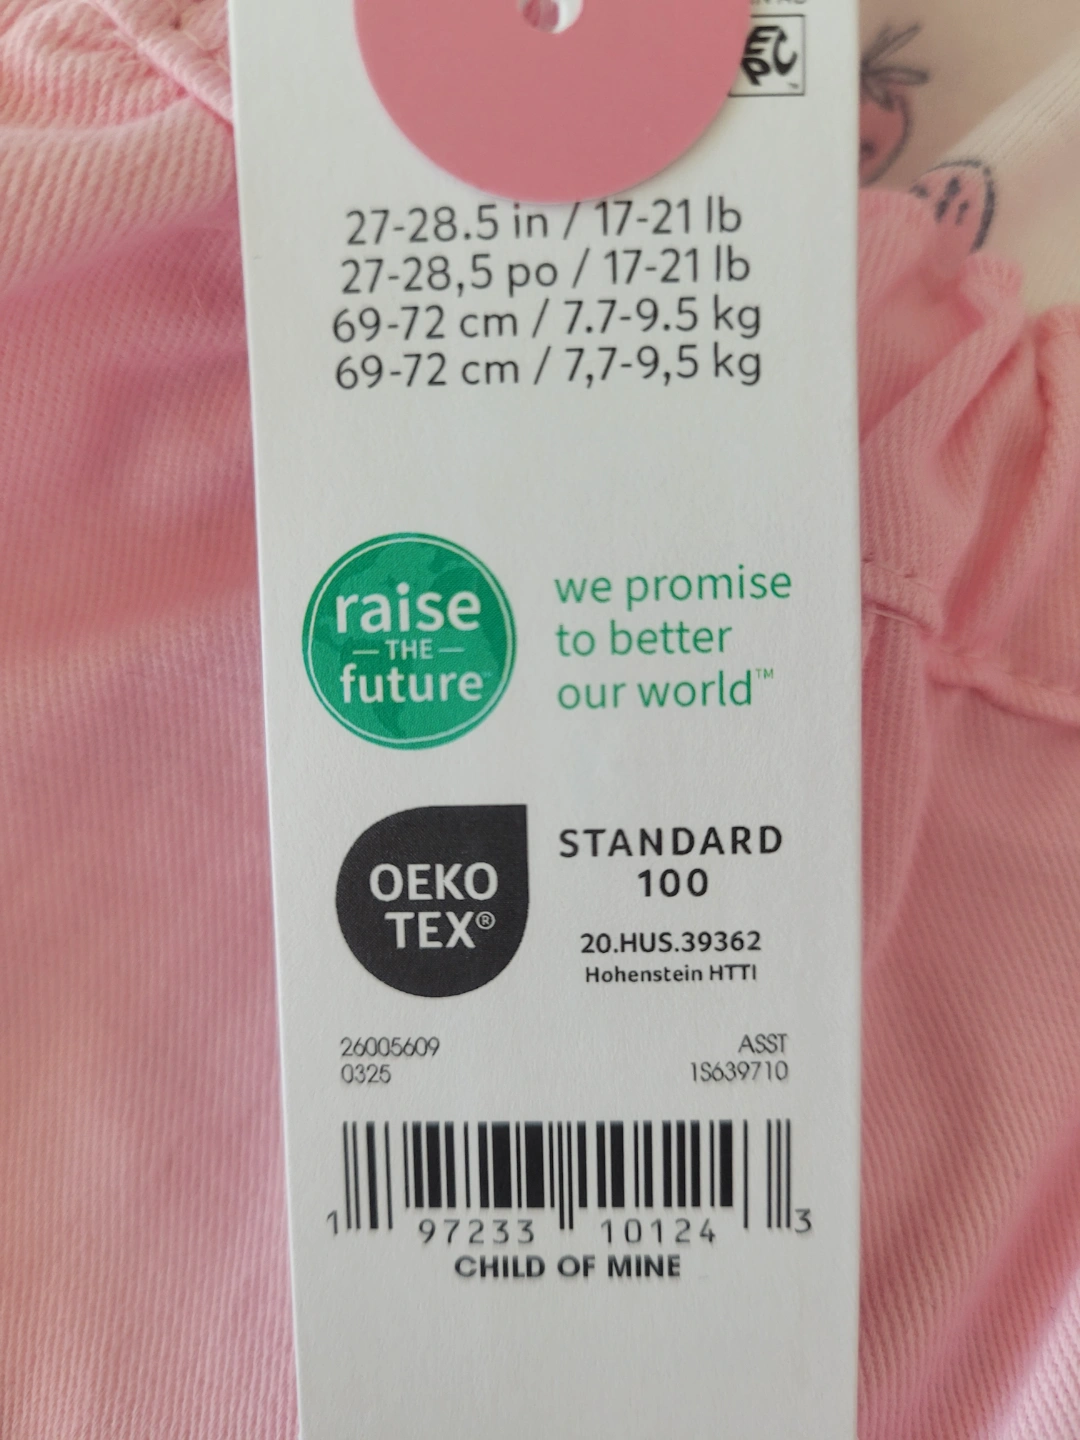 27-28.5 in / 17-21 lb
27-28,5 po / 17-21 lb
69-72 cm / 7.7-9.5 kg
69-72 cm / 7,7-9,5 kg
raise
THE
future
we promise
to better
our world™
OEKO
TEX®
STANDARD
100
20.HUS.39362
Hohenstein HTTI
26005609
0325
ASST
1S639710
1 97233 10124 3
CHILD OF MINE